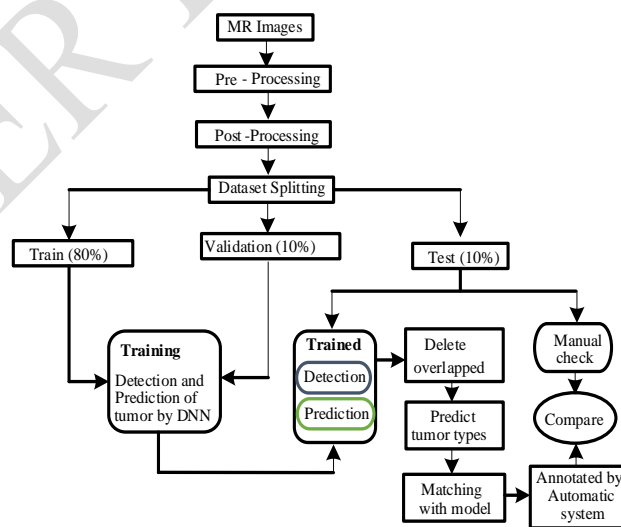 MR Images
Pre - Processing
Post -Processing
Dataset Splitting
Train (80%)
Validation (10%)
Test (10%)
Training
Detection and
Prediction of
tumor by DNN
Trained
Detection
Prediction
Delete
overlapped
Predict
tumor types
Matching
with model
Manual
check
Compare
Annotated by
Automatic
system